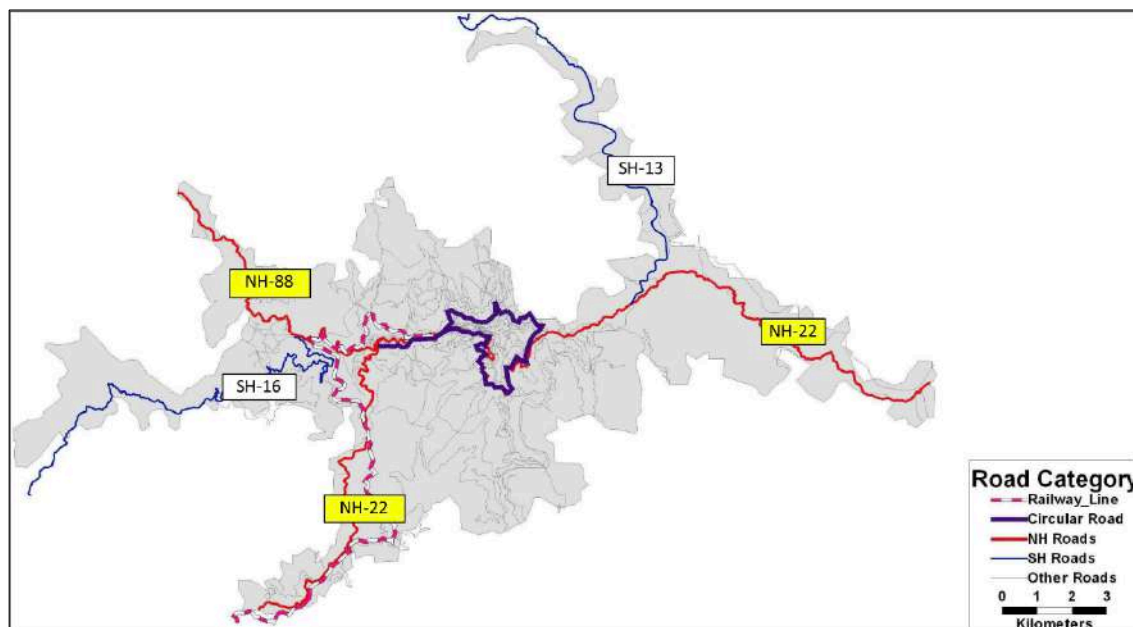 SH-13
NH-88
NH-22
SH-16
NH-22
Road Category
Railway_Line
Circular Road
NH Roads
SH Roads
Other Roads
0 1 2 3
Kilometers